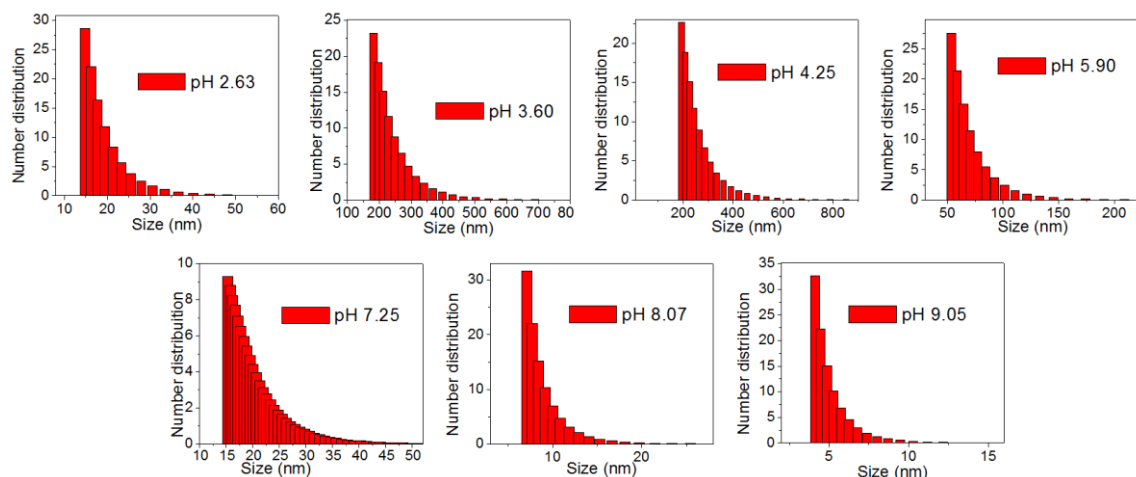 Number distribution
30
25
20
15
10
5
0
pH 2.63
10 20 30 40 50 60
Size (nm)
Number distribution
25
20
15
10
5
0
pH 3.60
100 200 300 400 500 600 700 80
Size (nm)
Number distribution
20
15
10
5
0
pH 4.25
200 400 600 800
Size (nm)
Number distribution
25
20
15
10
5
0
pH 5.90
50 100 150 200
Size (nm)
Number distribution
10
8
6
4
2
0
pH 7.25
10 15 20 25 30 35 40 45 50
Size (nm)
Number distribution
30
20
10
0
pH 8.07
10 20
Size (nm)
Number distribution
35
30
25
20
15
10
5
0
pH 9.05
5 10 15
Size (nm)